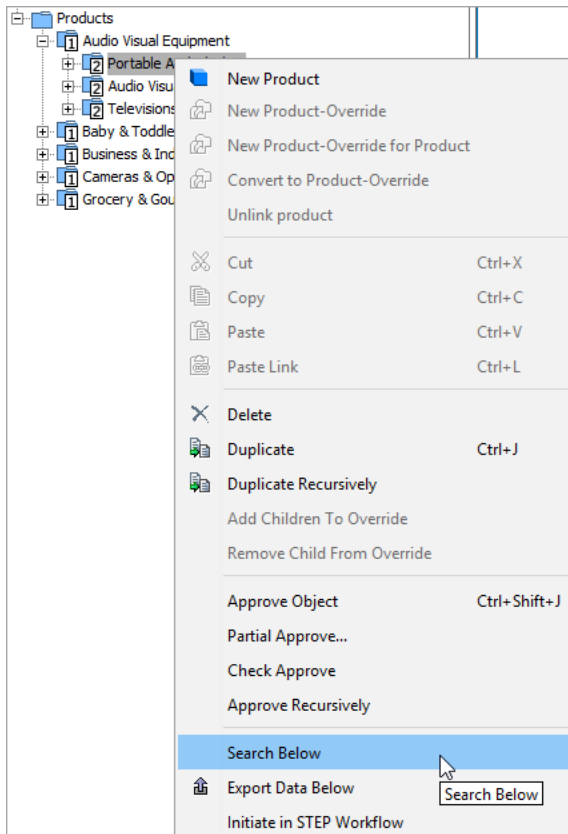 Products
1 Audio Visual Equipment
2 Portable A
2 Audio Visu
2 Televisions
1 Baby & Toddle
1 Business & Ind
1 Cameras & Op
1 Grocery & Gou
New Product
New Product-Override
New Product-Override for Product
Convert to Product-Override
Unlink product
Cut Ctrl+X
Copy Ctrl+C
Paste Ctrl+V
Paste Link Ctrl+L
Delete
Duplicate Ctrl+J
Duplicate Recursively
Add Children To Override
Remove Child From Override
Approve Object Ctrl+Shift+J
Partial Approve...
Check Approve
Approve Recursively
Search Below
Export Data Below
Search Below
Initiate in STEP Workflow